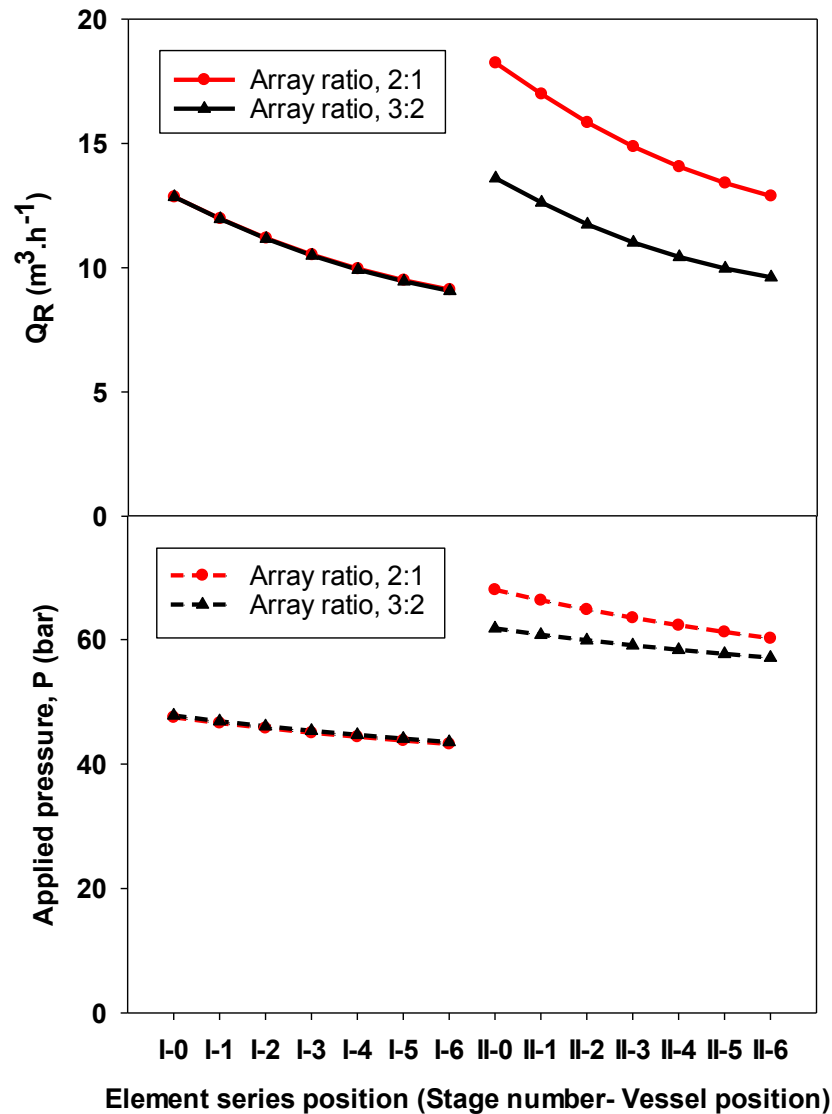 20
15
10
5
0
Q_R (m³.h⁻¹)
Array ratio, 2:1
Array ratio, 3:2
60
40
20
0
Applied pressure, P (bar)
Array ratio, 2:1
Array ratio, 3:2
I-0 I-1 I-2 I-3 I-4 I-5 I-6 II-0 II-1 II-2 II-3 II-4 II-5 II-6
Element series position (Stage number- Vessel position)